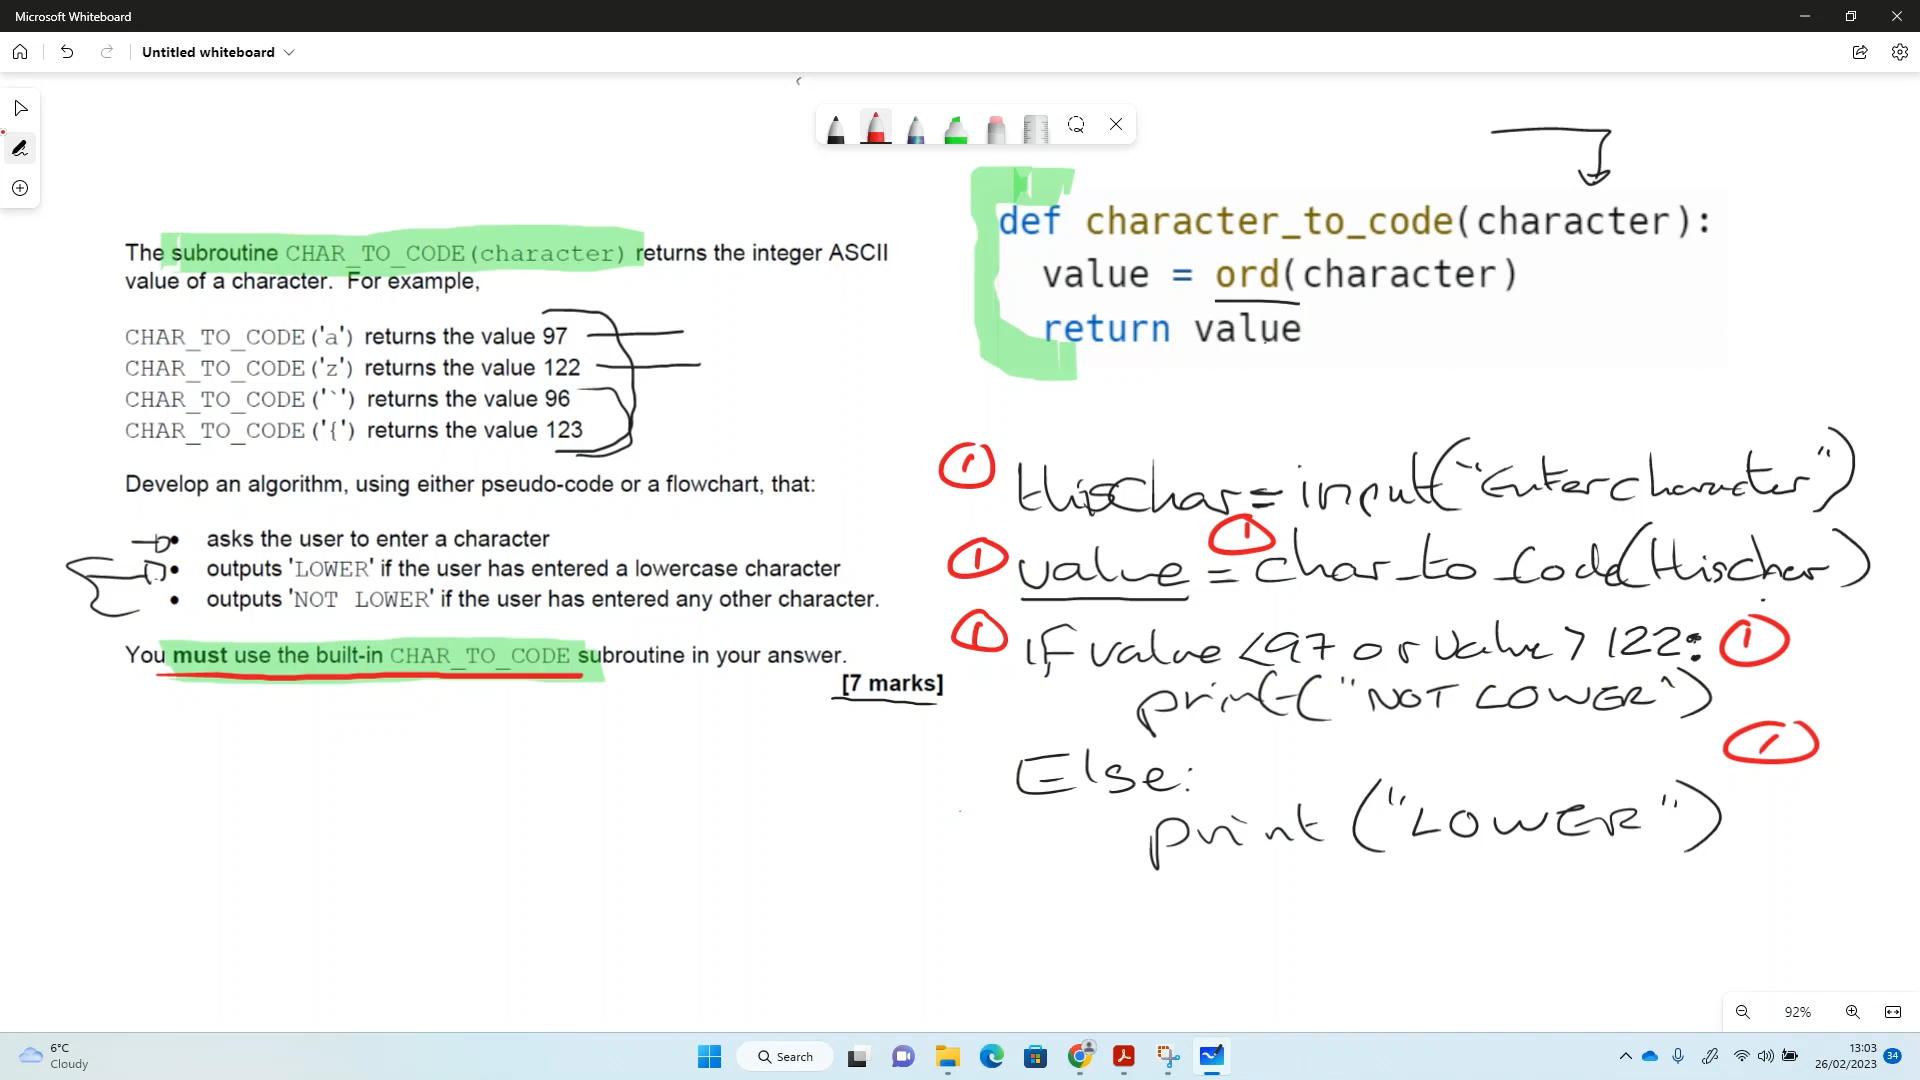 Microsoft Whiteboard
Untitled whiteboard
The subroutine CHAR_TO_CODE(character) returns the integer ASCII
value of a character. For example,
CHAR_TO_CODE('a') returns the value 97
CHAR_TO_CODE('z') returns the value 122
CHAR_TO_CODE('`') returns the value 96
CHAR_TO_CODE('{') returns the value 123
Develop an algorithm, using either pseudo-code or a flowchart, that:
• asks the user to enter a character
• outputs 'LOWER' if the user has entered a lowercase character
• outputs 'NOT LOWER' if the user has entered any other character.
You must use the built-in CHAR_TO_CODE subroutine in your answer.
[7 marks]
def character_to_code(character):
value = ord(character)
return value
1 thisChar = input("Enter character")
1 value = 1 char_to_code(thischar)
1 if value <97 or value > 122: 1
print("NOT LOWER")
1
Else:
print ("LOWER")
92%
6°C
Cloudy
Search
13:03
26/02/2023
34